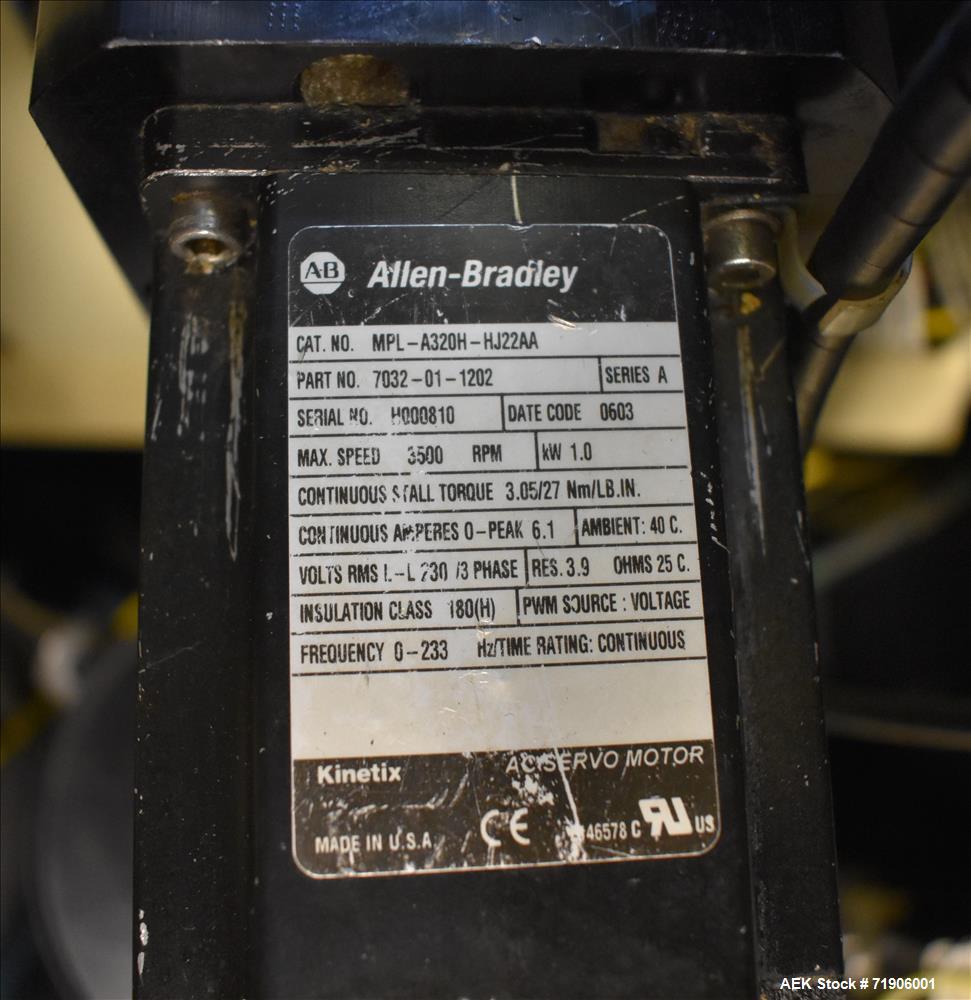 A-B Allen-Bradley
CAT. NO. MPL-A320H-HJ22AA
PART NO. 7032-01-1202 SERIES A
SERIAL NO. H000810 DATE CODE 0603
MAX. SPEED 3500 RPM kW 1.0
CONTINUOUS STALL TORQUE 3.05/27 Nm/LB.IN.
CONTINUOUS AMPERES 0-PEAK 6.1 AMBIENT: 40 C.
VOLTS RMS L-L 230 /3 PHASE RES. 3.9 OHMS 25 C.
INSULATION CLASS 180(H) PWM SOURCE : VOLTAGE
FREQUENCY 0-233 Hz/TIME RATING: CONTINUOUS
Kinetix AC SERVO MOTOR
MADE IN U.S.A. CE 46578 C RU US
AEK Stock # 71906001